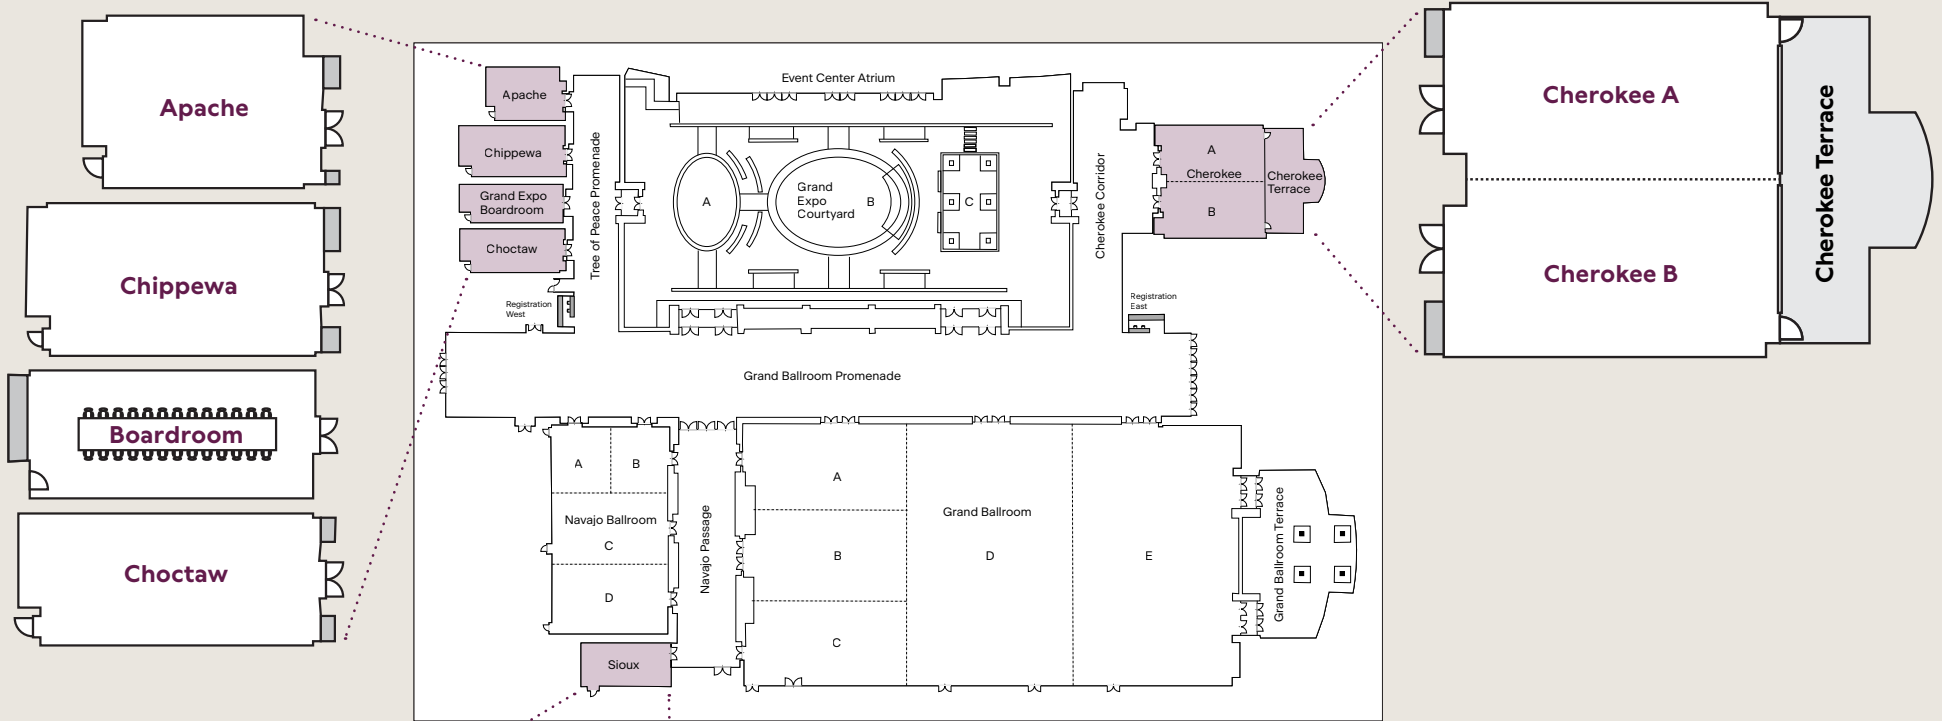 Apache
Chippewa
Boardroom
Choctaw
Event Center Atrium
Apache
Chippewa
Grand Expo
Boardroom
Choctaw
Tree of Peace Promenade
Registration
West
A
Grand
Expo
Courtyard
B
C
Cherokee Corridor
A
Cherokee
B
Cherokee
Terrace
Registration
East
Grand Ballroom Promenade
A
B
Navajo Ballroom
C
D
Navajo Passage
Sioux
A
B
C
Grand Ballroom
D
E
Grand Ballroom Terrace
Cherokee A
Cherokee B
Cherokee Terrace